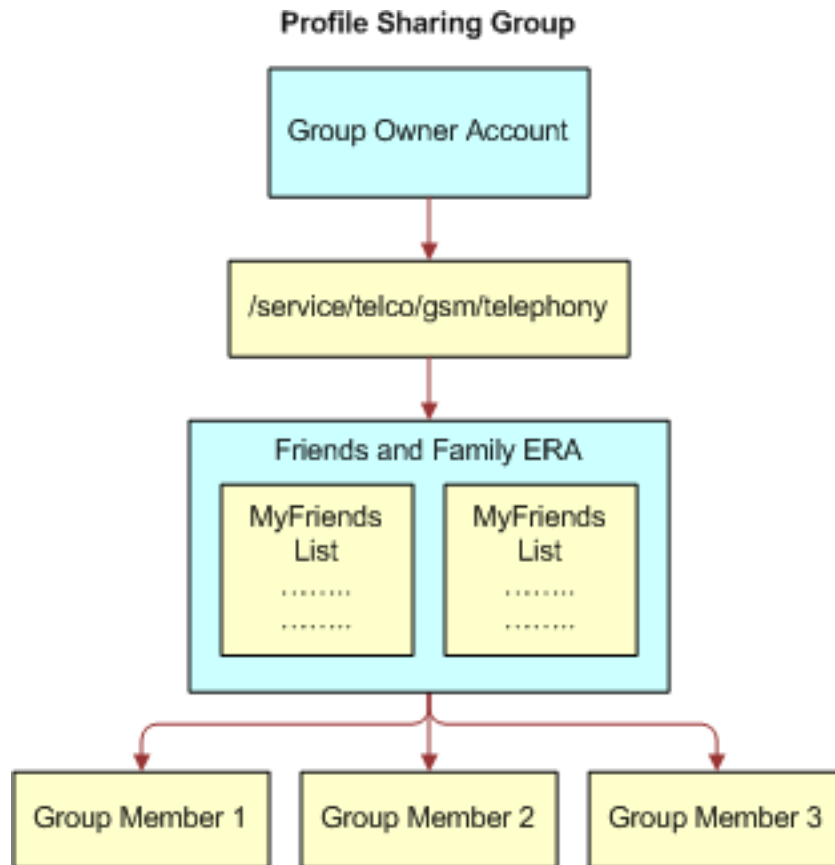 Profile Sharing Group
Group Owner Account
/service/telco/gsm/telephony
Friends and Family ERA
MyFriends
List
........
........
MyFriends
List
........
........
Group Member 1
Group Member 2
Group Member 3